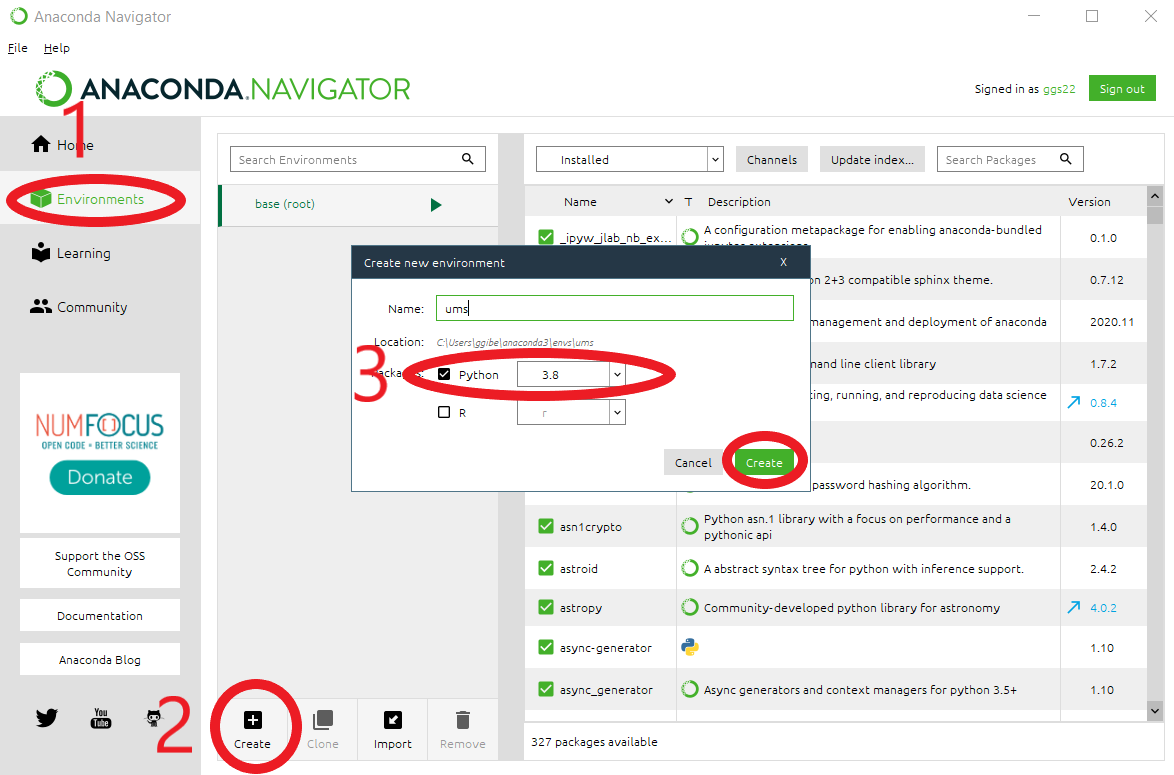 Anaconda Navigator
File Help
ANACONDA.NAVIGATOR
Signed in as ggs22
Sign out
1
Home
Environments
Learning
Community
NUMFOCUS
OPEN CODE = BETTER SCIENCE
Donate
Support the OSS
Community
Documentation
Anaconda Blog
You
Tube
2
Search Environments
base (root)
Create
Clone
Import
Remove
Installed
Channels
Update index...
Search Packages
Name T Description Version
_ipyw_jlab_nb_ex... A configuration metapackage for enabling anaconda-bundled 0.1.0
n 2+3 compatible sphinx theme. 0.7.12
management and deployment of anaconda 2020.11
mand line client library 1.7.2
ing, running, and reproducing data science
0.8.4
0.26.2
password hashing algorithm. 20.1.0
asn1crypto Python asn.1 library with a focus on performance and a
pythonic api 1.4.0
astroid A abstract syntax tree for python with inference support. 2.4.2
astropy Community-developed python library for astronomy 4.0.2
async-generator 1.10
async_generator Async generators and context managers for python 3.5+ 1.10
327 packages available
Create new environment X
Name: ums
Location: C:\Users\ggibe\anaconda3\envs\ums
3
Python 3.8
R r
Cancel
Create